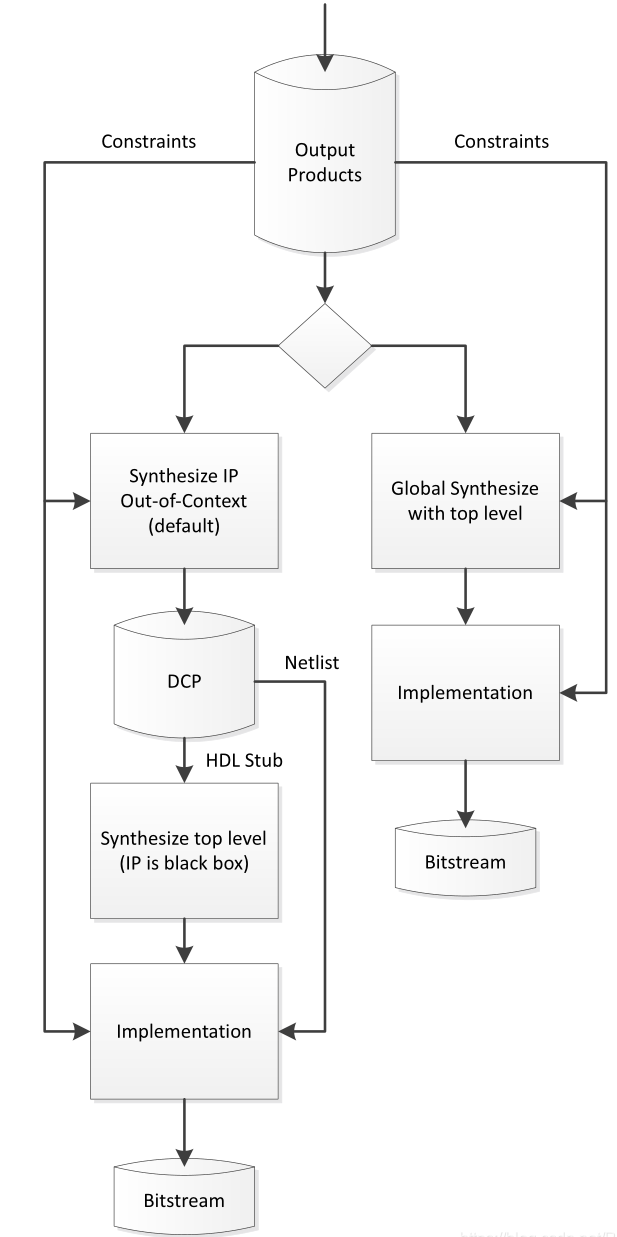 Constraints
Constraints
Output
Products
Synthesize IP
Out-of-Context
(default)
Global Synthesize
with top level
Netlist
DCP
Implementation
HDL Stub
Synthesize top level
(IP is black box)
Bitstream
Implementation
Bitstream